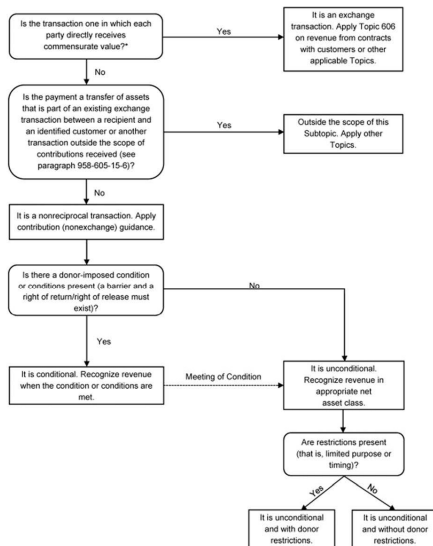 Is the transaction one in which each
party directly receives
commensurate value?*
Yes
It is an exchange
transaction. Apply Topic 606
on revenue from contracts
with customers or other
applicable Topics.
No
Is the payment a transfer of assets
that is part of an existing exchange
transaction between a recipient and
an identified customer or another
transaction outside the scope of
contributions received (see
paragraph 958-605-15-6)?
Yes
Outside the scope of this
Subtopic. Apply other
Topics.
No
It is a nonreciprocal transaction. Apply
contribution (nonexchange) guidance.
Is there a donor-imposed condition
or conditions present (a barrier and a
right of return/right of release must
exist)?
No
Yes
It is conditional. Recognize revenue
when the condition or conditions are
met.
Meeting of Condition
It is unconditional.
Recognize revenue in
appropriate net
asset class.
Are restrictions present
(that is, limited purpose or
timing)?
Yes
No
It is unconditional
and with donor
restrictions.
It is unconditional
and without donor
restrictions.